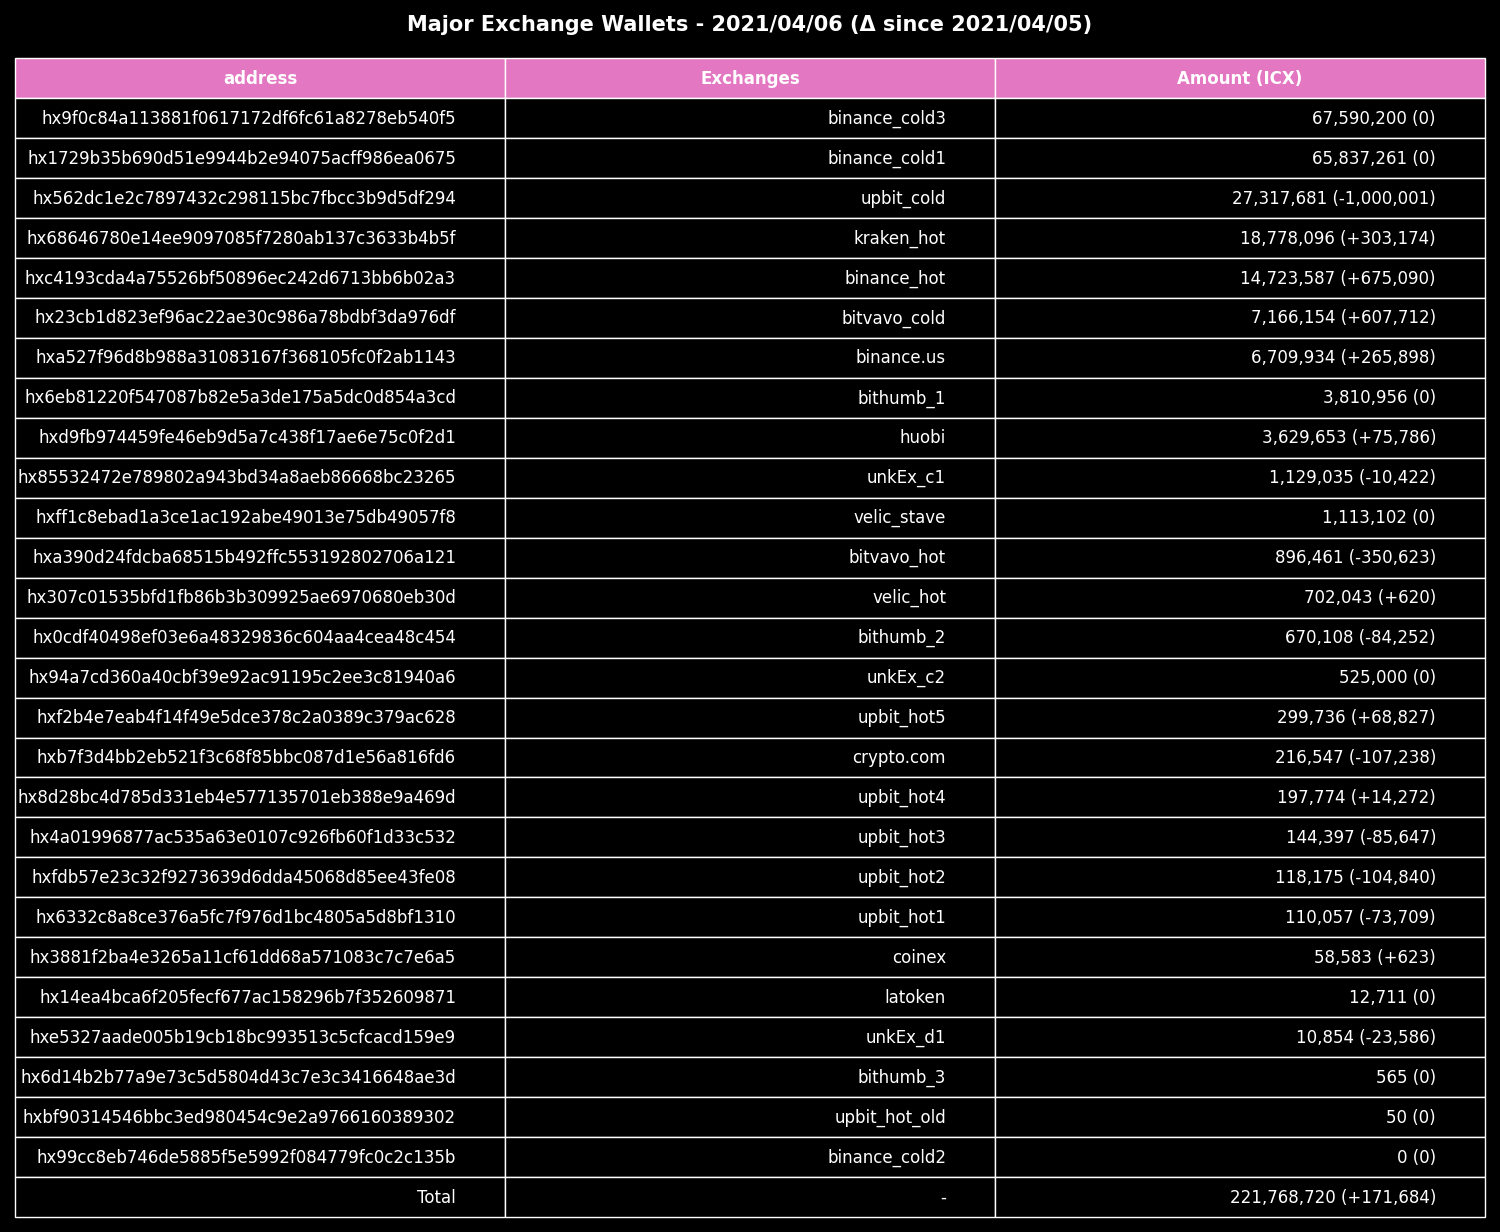 Major Exchange Wallets - 2021/04/06 (Δ since 2021/04/05)
address Exchanges Amount (ICX)
hx9f0c84a113881f0617172df6fc61a8278eb540f5 binance_cold3 67,590,200 (0)
hx1729b35b690d51e9944b2e94075acff986ea0675 binance_cold1 65,837,261 (0)
hx562dc1e2c7897432c298115bc7fbcc3b9d5df294 upbit_cold 27,317,681 (-1,000,001)
hx68646780e14ee9097085f7280ab137c3633b4b5f kraken_hot 18,778,096 (+303,174)
hxc4193cda4a75526bf50896ec242d6713bb6b02a3 binance_hot 14,723,587 (+675,090)
hx23cb1d823ef96ac22ae30c986a78bdbf3da976df bitvavo_cold 7,166,154 (+607,712)
hxa527f96d8b988a31083167f368105fc0f2ab1143 binance.us 6,709,934 (+265,898)
hx6eb81220f547087b82e5a3de175a5dc0d854a3cd bithumb_1 3,810,956 (0)
hxd9fb974459fe46eb9d5a7c438f17ae6e75c0f2d1 huobi 3,629,653 (+75,786)
hx85532472e789802a943bd34a8aeb86668bc23265 unkEx_c1 1,129,035 (-10,422)
hxff1c8ebad1a3ce1ac192abe49013e75db49057f8 velic_stave 1,113,102 (0)
hxa390d24fdcba68515b492ffc553192802706a121 bitvavo_hot 896,461 (-350,623)
hx307c01535bfd1fb86b3b309925ae6970680eb30d velic_hot 702,043 (+620)
hx0cdf40498ef03e6a48329836c604aa4cea48c454 bithumb_2 670,108 (-84,252)
hx94a7cd360a40cbf39e92ac91195c2ee3c81940a6 unkEx_c2 525,000 (0)
hxf2b4e7eab4f14f49e5dce378c2a0389c379ac628 upbit_hot5 299,736 (+68,827)
hxb7f3d4bb2eb521f3c68f85bbc087d1e56a816fd6 crypto.com 216,547 (-107,238)
hx8d28bc4d785d331eb4e577135701eb388e9a469d upbit_hot4 197,774 (+14,272)
hx4a01996877ac535a63e0107c926fb60f1d33c532 upbit_hot3 144,397 (-85,647)
hxfdb57e23c32f9273639d6dda45068d85ee43fe08 upbit_hot2 118,175 (-104,840)
hx6332c8a8ce376a5fc7f976d1bc4805a5d8bf1310 upbit_hot1 110,057 (-73,709)
hx3881f2ba4e3265a11cf61dd68a571083c7c7e6a5 coinex 58,583 (+623)
hx14ea4bca6f205fecf677ac158296b7f352609871 latoken 12,711 (0)
hxe5327aade005b19cb18bc993513c5cfcacd159e9 unkEx_d1 10,854 (-23,586)
hx6d14b2b77a9e73c5d5804d43c7e3c3416648ae3d bithumb_3 565 (0)
hxbf90314546bbc3ed980454c9e2a9766160389302 upbit_hot_old 50 (0)
hx99cc8eb746de5885f5e5992f084779fc0c2c135b binance_cold2 0 (0)
Total - 221,768,720 (+171,684)